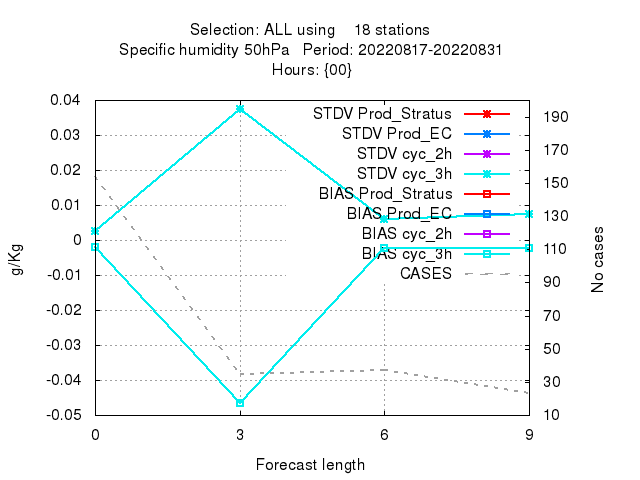 Selection: ALL using 18 stations
Specific humidity 50hPa Period: 20220817-20220831
Hours: {00}
0.04
0.03
0.02
0.01
0
-0.01
-0.02
-0.03
-0.04
-0.05
g/Kg
STDV Prod_Stratus
STDV Prod_EC
STDV cyc_2h
STDV cyc_3h
BIAS Prod_Stratus
BIAS Prod_EC
BIAS cyc_2h
BIAS cyc_3h
CASES
190
170
150
130
110
90
70
50
30
10
No cases
0 3 6 9
Forecast length